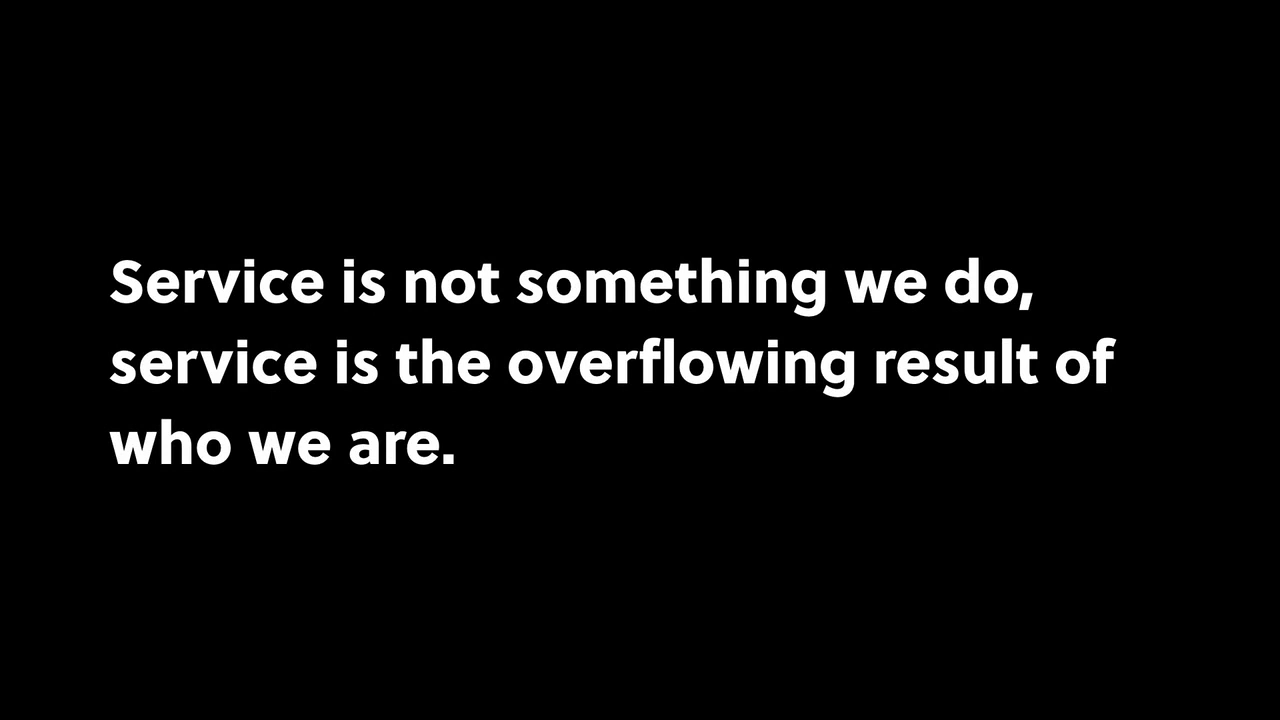 Service is not something we do,
service is the overflowing result of
who we are.